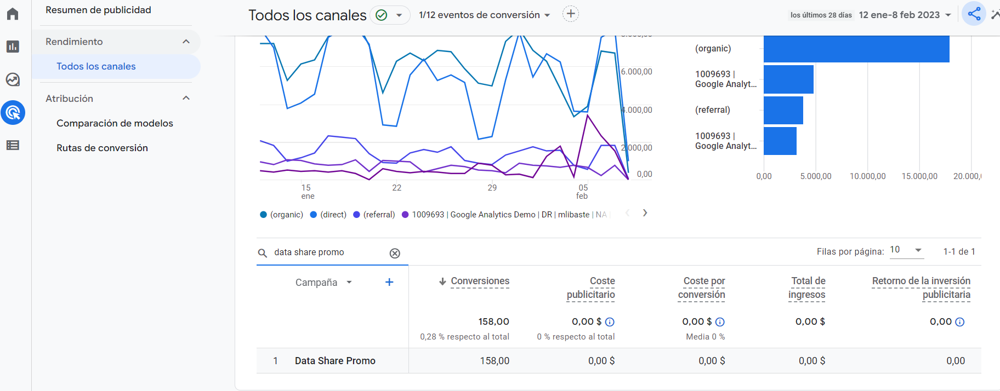 Resumen de publicidad
Rendimiento
Todos los canales
Atribución
Comparación de modelos
Rutas de conversión
Todos los canales
1/12 eventos de conversión
los últimos 28 días
12 ene-8 feb 2023
6.000,00
4.000,00
2.000,00
0,00
15
ene
22
29
05
feb
(organic)
(direct)
(referral)
1009693 | Google Analytics Demo | DR | mlibaste | NA
(organic)
1009693 |
Google Analyt...
(referral)
1009693 |
Google Analyt...
0,00
5.000,00
10.000,00
15.000,00
20.000,
data share promo
Filas por página:
10
1-1 de 1
Campaña
Conversiones
Coste
publicitario
Coste por
conversión
Total de
ingresos
Retorno de la inversión
publicitaria
158,00
0,28 % respecto al total
0,00 $
0 % respecto al total
0,00 $
Media 0 %
0,00 $
0,00
1
Data Share Promo
158,00
0,00 $
0,00 $
0,00 $
0,00